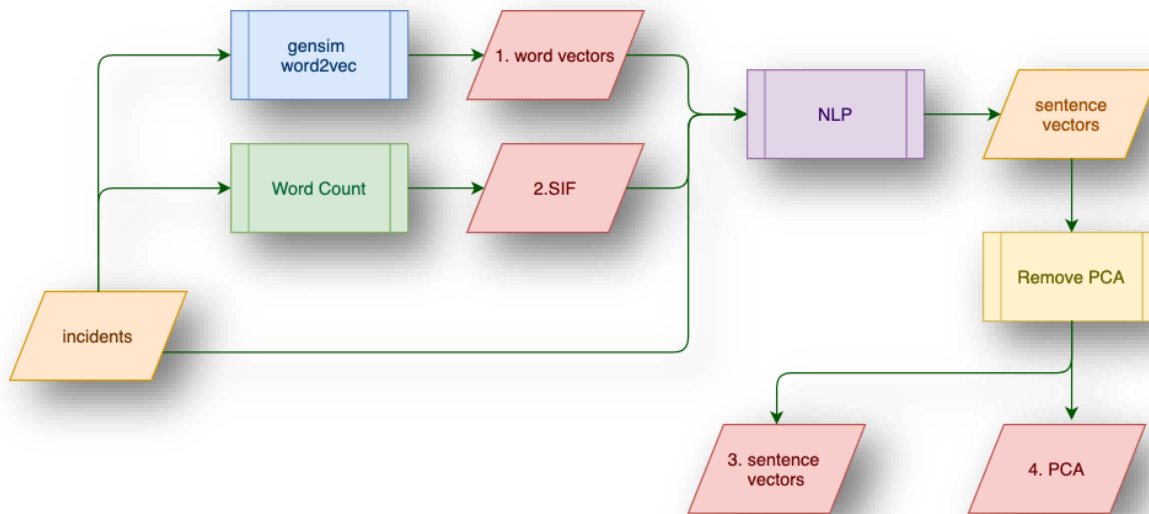 gensim
word2vec
1. word vectors
NLP
sentence
vectors
Word Count
2.SIF
Remove PCA
incidents
3. sentence
vectors
4. PCA